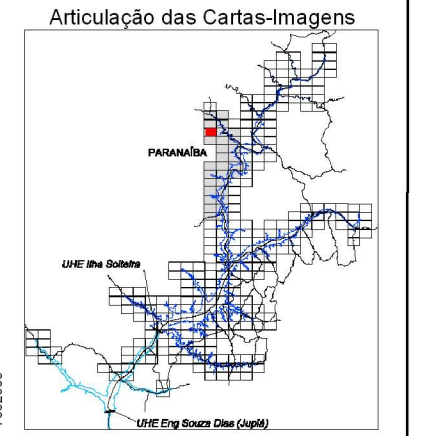 Articulação das Cartas-Imagens
PARANAÍBA
UHE Ilha Solteira
UHE Eng Souza Dias (Jupiá)